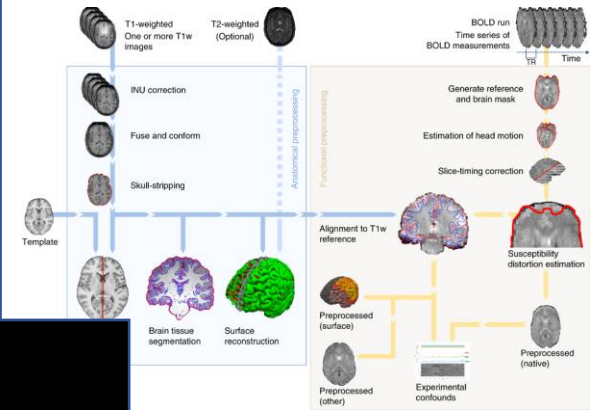 T1-weighted
One or more T1w
images
T2-weighted
(Optional)
BOLD run
Time series of
BOLD measurements
TR
Time
INU correction
Fuse and conform
Skull-stripping
Anatomical preprocessing
Functional preprocessing
Generate reference
and brain mask
Estimation of head motion
Slice-timing correction
Template
Alignment to T1w
reference
Susceptibility
distortion estimation
Brain tissue
segmentation
Surface
reconstruction
Preprocessed
(surface)
Preprocessed
(other)
Experimental
confounds
Preprocessed
(native)